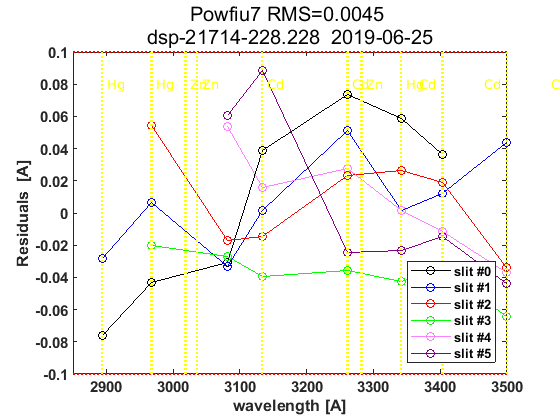 Powfiu7 RMS=0.0045
dsp-21714-228.228 2019-06-25
Hg Hg Zn Zn Cd Cd Zn Hg Cd Cd C
0.1
0.08
0.06
0.04
0.02
0
-0.02
-0.04
-0.06
-0.08
-0.1
Residuals [A]
slit #0
slit #1
slit #2
slit #3
slit #4
slit #5
2900 3000 3100 3200 3300 3400 3500
wavelength [A]